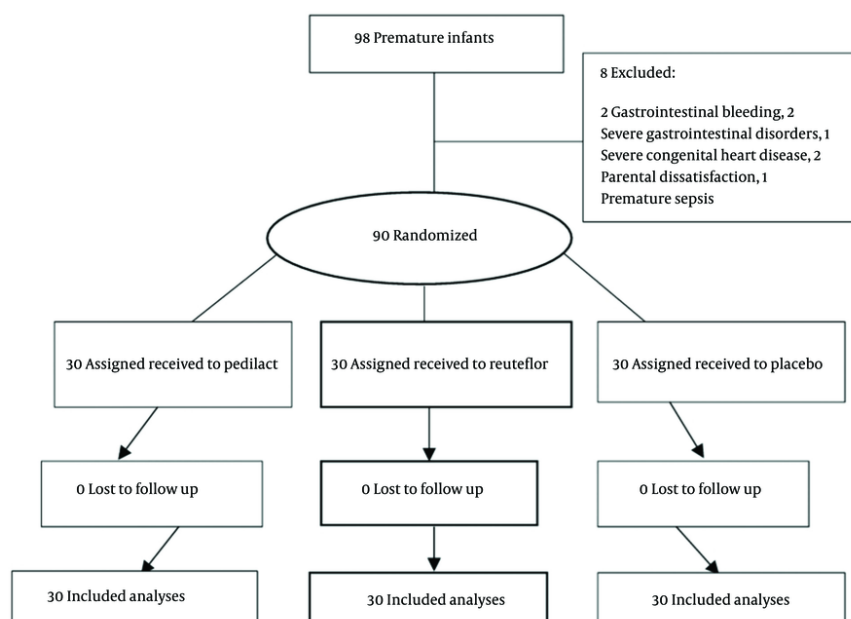 98 Premature infants
8 Excluded:
2 Gastrointestinal bleeding, 2
Severe gastrointestinal disorders, 1
Severe congenital heart disease, 2
Parental dissatisfaction, 1
Premature sepsis
90 Randomized
30 Assigned received to pedilact
30 Assigned received to reuteflor
30 Assigned received to placebo
0 Lost to follow up
0 Lost to follow up
0 Lost to follow up
30 Included analyses
30 Included analyses
30 Included analyses